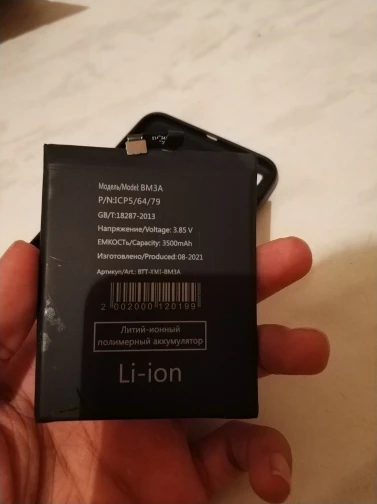 Модель/Model: BM3A
P/N:ICP5/64/79
GB/T:18287-2013
Напряжение/Voltage: 3.85 V
ЕМКОСТЬ/Capacity: 3500mAh
Изготовлено/Produced: 08-2021
Артикул/Art.: BTT-XM1-BM3A
2 002000 120199
Литий-ионный
полимерный аккумулятор
Li-ion